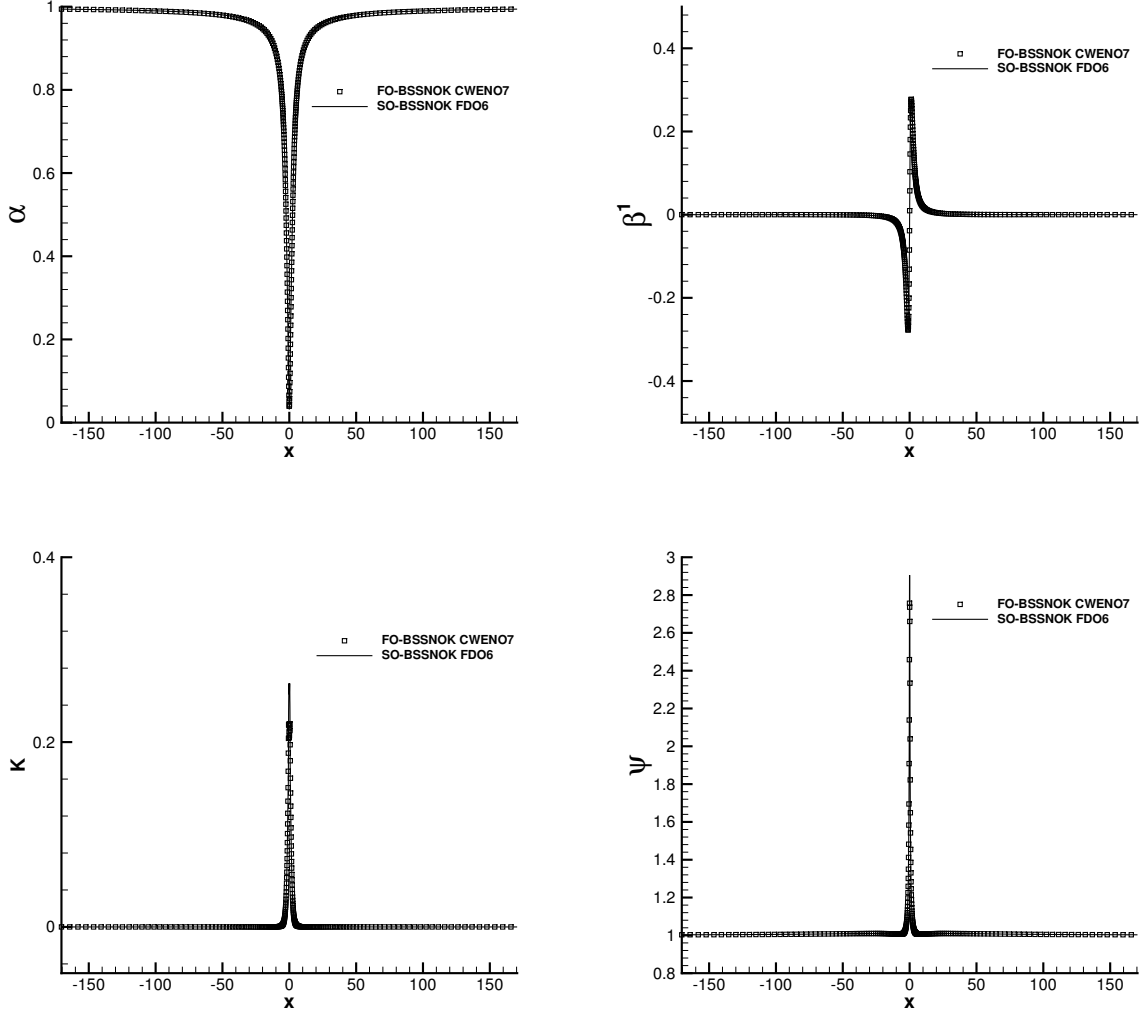 1
0.8
0.6
0.4
0.2
0
α
-150 -100 -50 0 50 100 150
x
FO-BSSNOK CWENO7
SO-BSSNOK FDO6
0.4
0.2
0
-0.2
-0.4
β¹
-150 -100 -50 0 50 100 150
x
FO-BSSNOK CWENO7
SO-BSSNOK FDO6
0.4
0.2
0
K
-150 -100 -50 0 50 100 150
x
FO-BSSNOK CWENO7
SO-BSSNOK FDO6
3
2.8
2.6
2.4
2.2
2
1.8
1.6
1.4
1.2
1
0.8
ψ
-150 -100 -50 0 50 100 150
x
FO-BSSNOK CWENO7
SO-BSSNOK FDO6